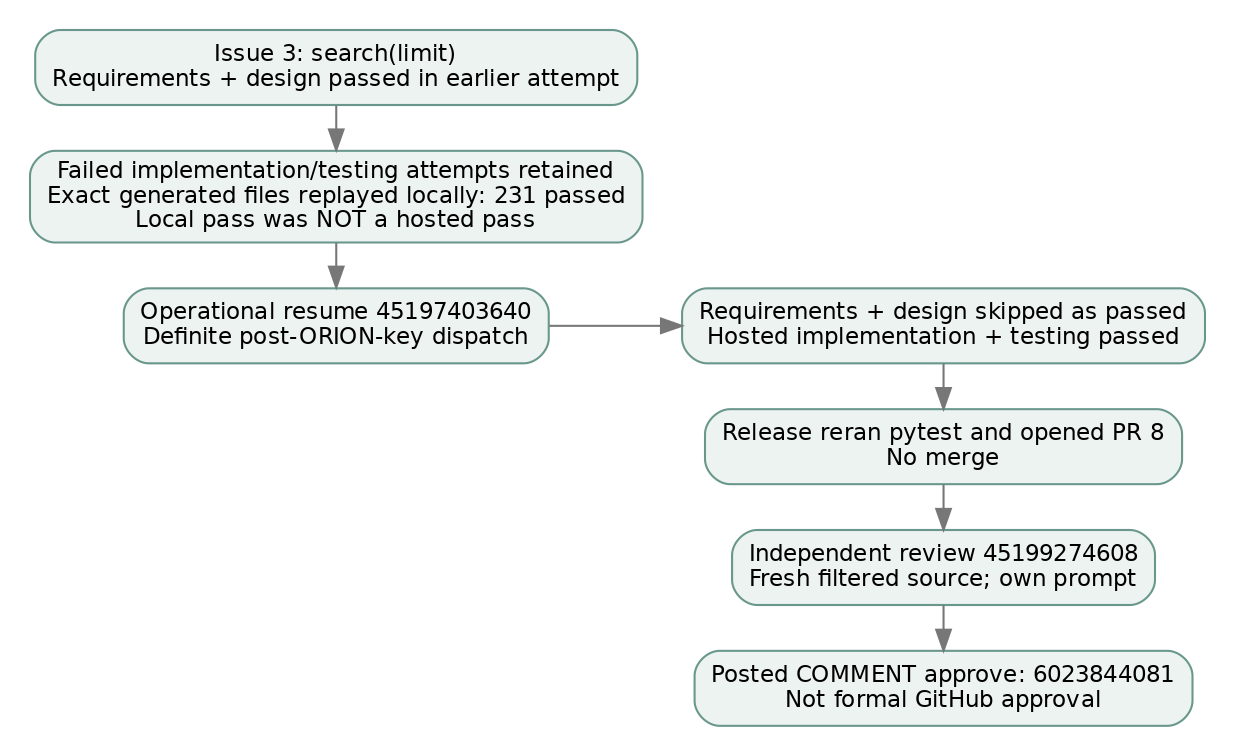 Issue 3: search(limit)
Requirements + design passed in earlier attempt
Failed implementation/testing attempts retained
Exact generated files replayed locally: 231 passed
Local pass was NOT a hosted pass
Operational resume 45197403640
Definite post-ORION-key dispatch
Requirements + design skipped as passed
Hosted implementation + testing passed
Release reran pytest and opened PR 8
No merge
Independent review 45199274608
Fresh filtered source; own prompt
Posted COMMENT approve: 6023844081
Not formal GitHub approval